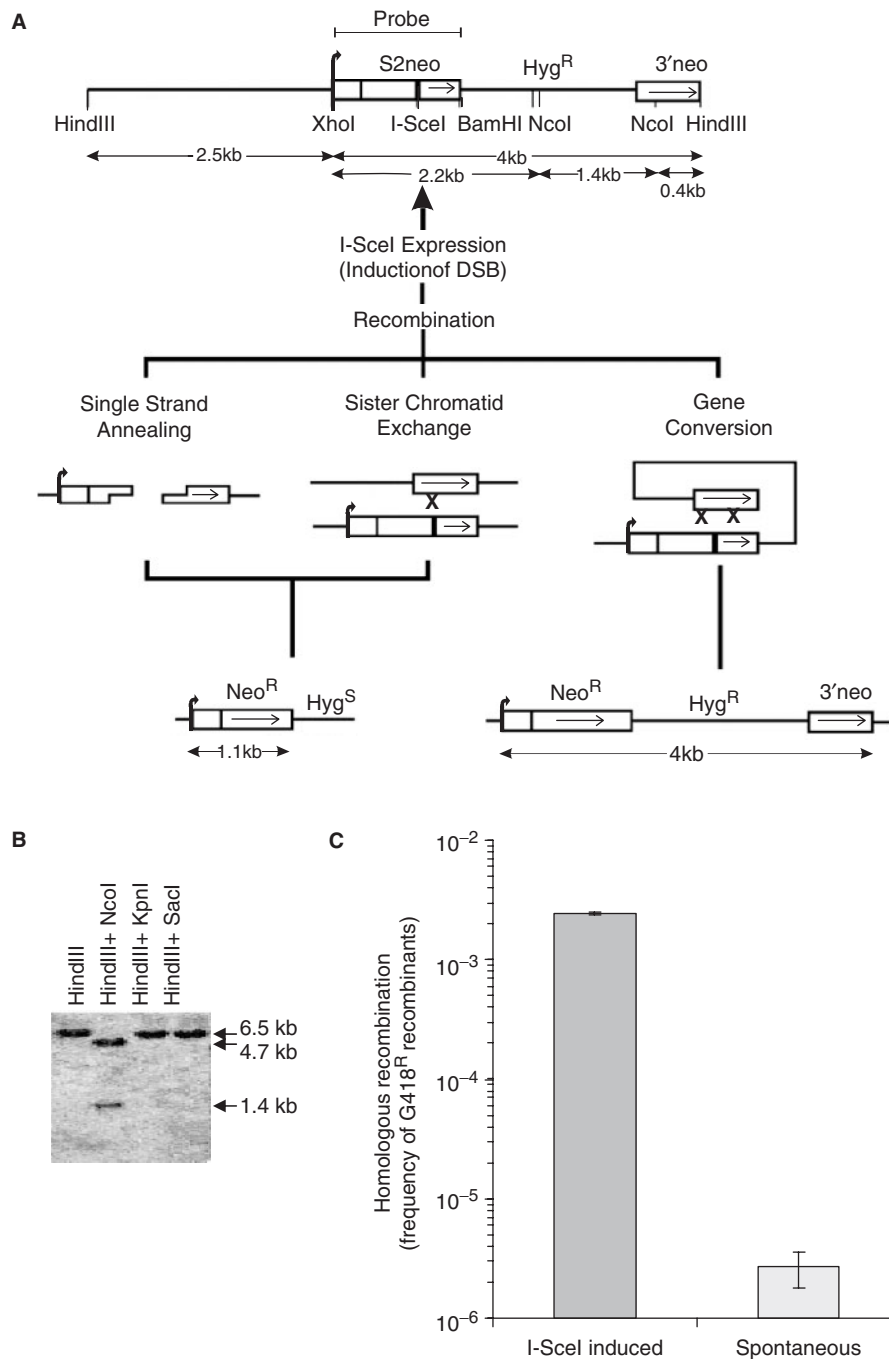 A
Probe
S2neo
Hyg^R
3'neo
HindIII
XhoI
I-SceI
BamHI
NcoI
NcoI
HindIII
2.5kb
4kb
2.2kb
1.4kb
0.4kb
I-SceI Expression
(Inductionof DSB)
Recombination
Single Strand
Annealing
Sister Chromatid
Exchange
Gene
Conversion
X
X X
Neo^R
Hyg^S
1.1kb
Neo^R
Hyg^R
3'neo
4kb
B
HindIII
HindIII+ NcoI
HindIII+ KpnI
HindIII+ SacI
6.5 kb
4.7 kb
1.4 kb
C
Homologous recombination
(frequency of G418^R recombinants)
10^−2
10^−3
10^−4
10^−5
10^−6
I-SceI induced
Spontaneous